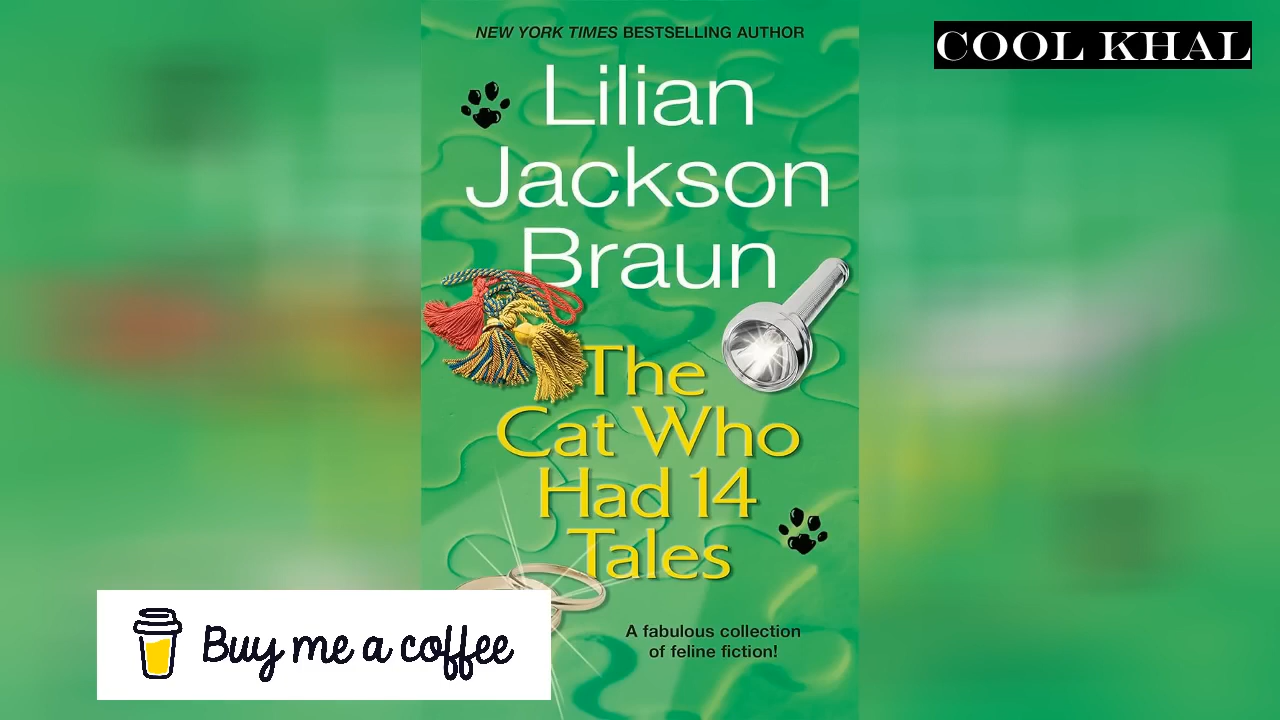 NEW YORK TIMES BESTSELLING AUTHOR
COOL KHAL
Lilian
Jackson
Braun
The
Cat Who
Had 14
Tales
A fabulous collection
of feline fiction!
Buy me a coffee